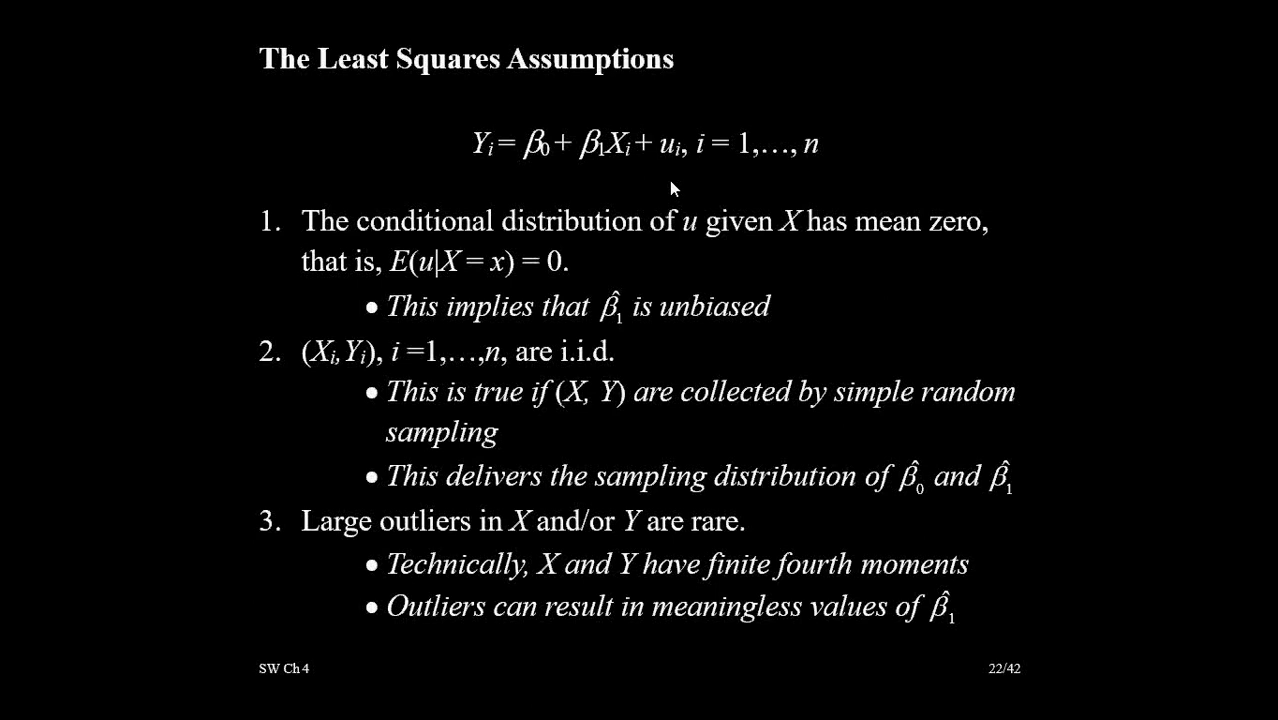 The Least Squares Assumptions
Yᵢ = β₀ + β₁Xᵢ + uᵢ, i = 1,…, n
1. The conditional distribution of u given X has mean zero,
that is, E(u|X = x) = 0.
• This implies that β̂₁ is unbiased
2. (Xᵢ,Yᵢ), i =1,…,n, are i.i.d.
• This is true if (X, Y) are collected by simple random
sampling
• This delivers the sampling distribution of β̂₀ and β̂₁
3. Large outliers in X and/or Y are rare.
• Technically, X and Y have finite fourth moments
• Outliers can result in meaningless values of β̂₁
SW Ch 4
22/42